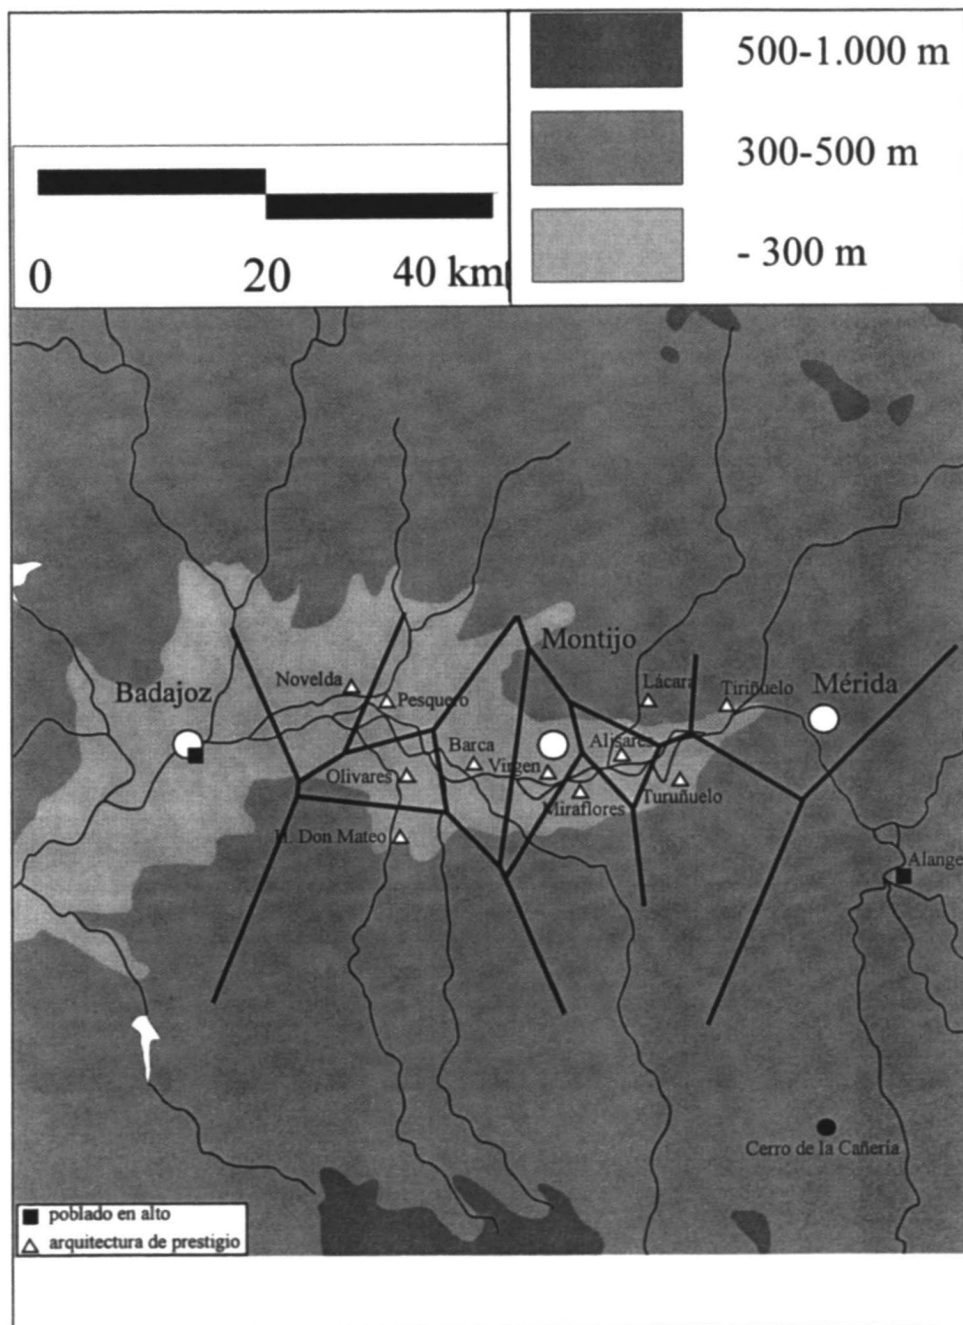 500-1.000 m
300-500 m
- 300 m
0 20 40 km
Montijo
Novelda
Badajoz
Pesquero
Lácara
Tiriñuelo
Mérida
Barca
Alisares
Virgen
Olivares
Miraflores
Turuñuelo
H. Don Mateo
Alange
Cerro de la Cañería
poblado en alto
arquitectura de prestigio